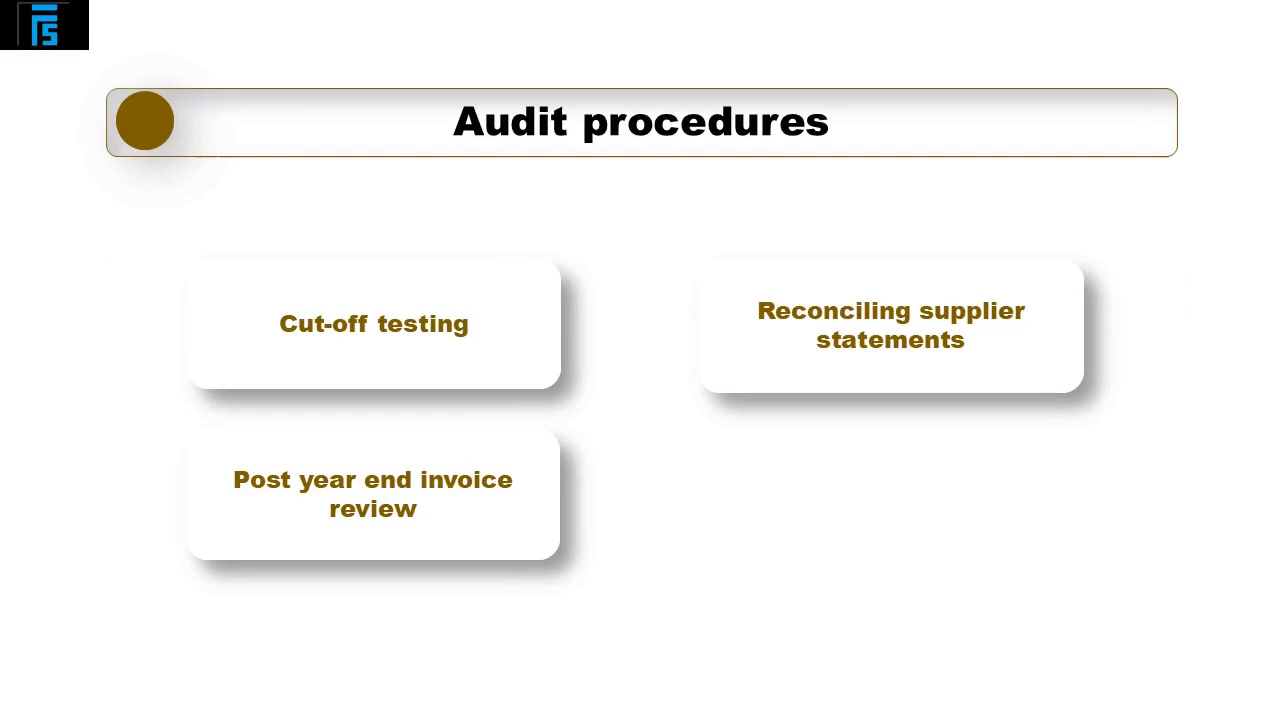 Audit procedures
Cut-off testing
Reconciling supplier
statements
Post year end invoice
review